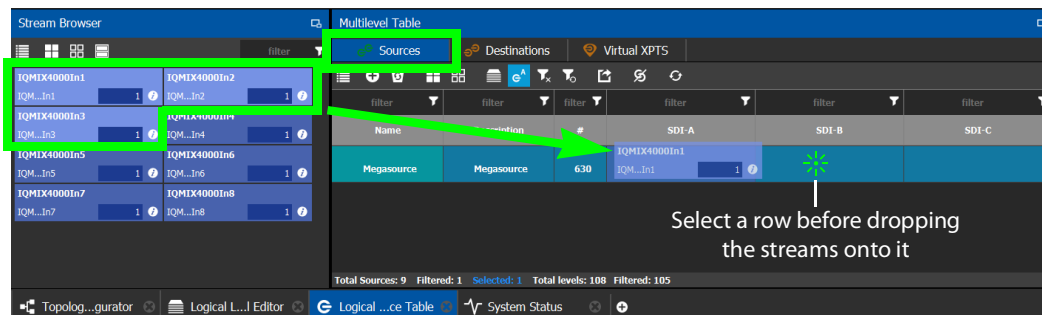 Stream Browser
Multilevel Table
filter
Sources
Destinations
Virtual XPTS
IQMIX4000In1
IQMIX4000In2
IQM...In1 1
IQM...In2 1
IQMIX4000In3
IQMIX4000In4
IQM...In3 1
IQM...In4 1
IQMIX4000In5
IQMIX4000In6
IQM...In5 1
IQM...In6 1
IQMIX4000In7
IQMIX4000In8
IQM...In7 1
IQM...In8 1
filter filter filter filter filter filter
Name Description # SDI-A SDI-B SDI-C
Megasource Megasource 630
IQMIX4000In1
IQM...In1 1
Select a row before dropping
the streams onto it
Total Sources: 9 Filtered: 1 Selected: 1 Total levels: 108 Filtered: 105
Topolog...gurator
Logical L...l Editor
Logical ...ce Table
System Status